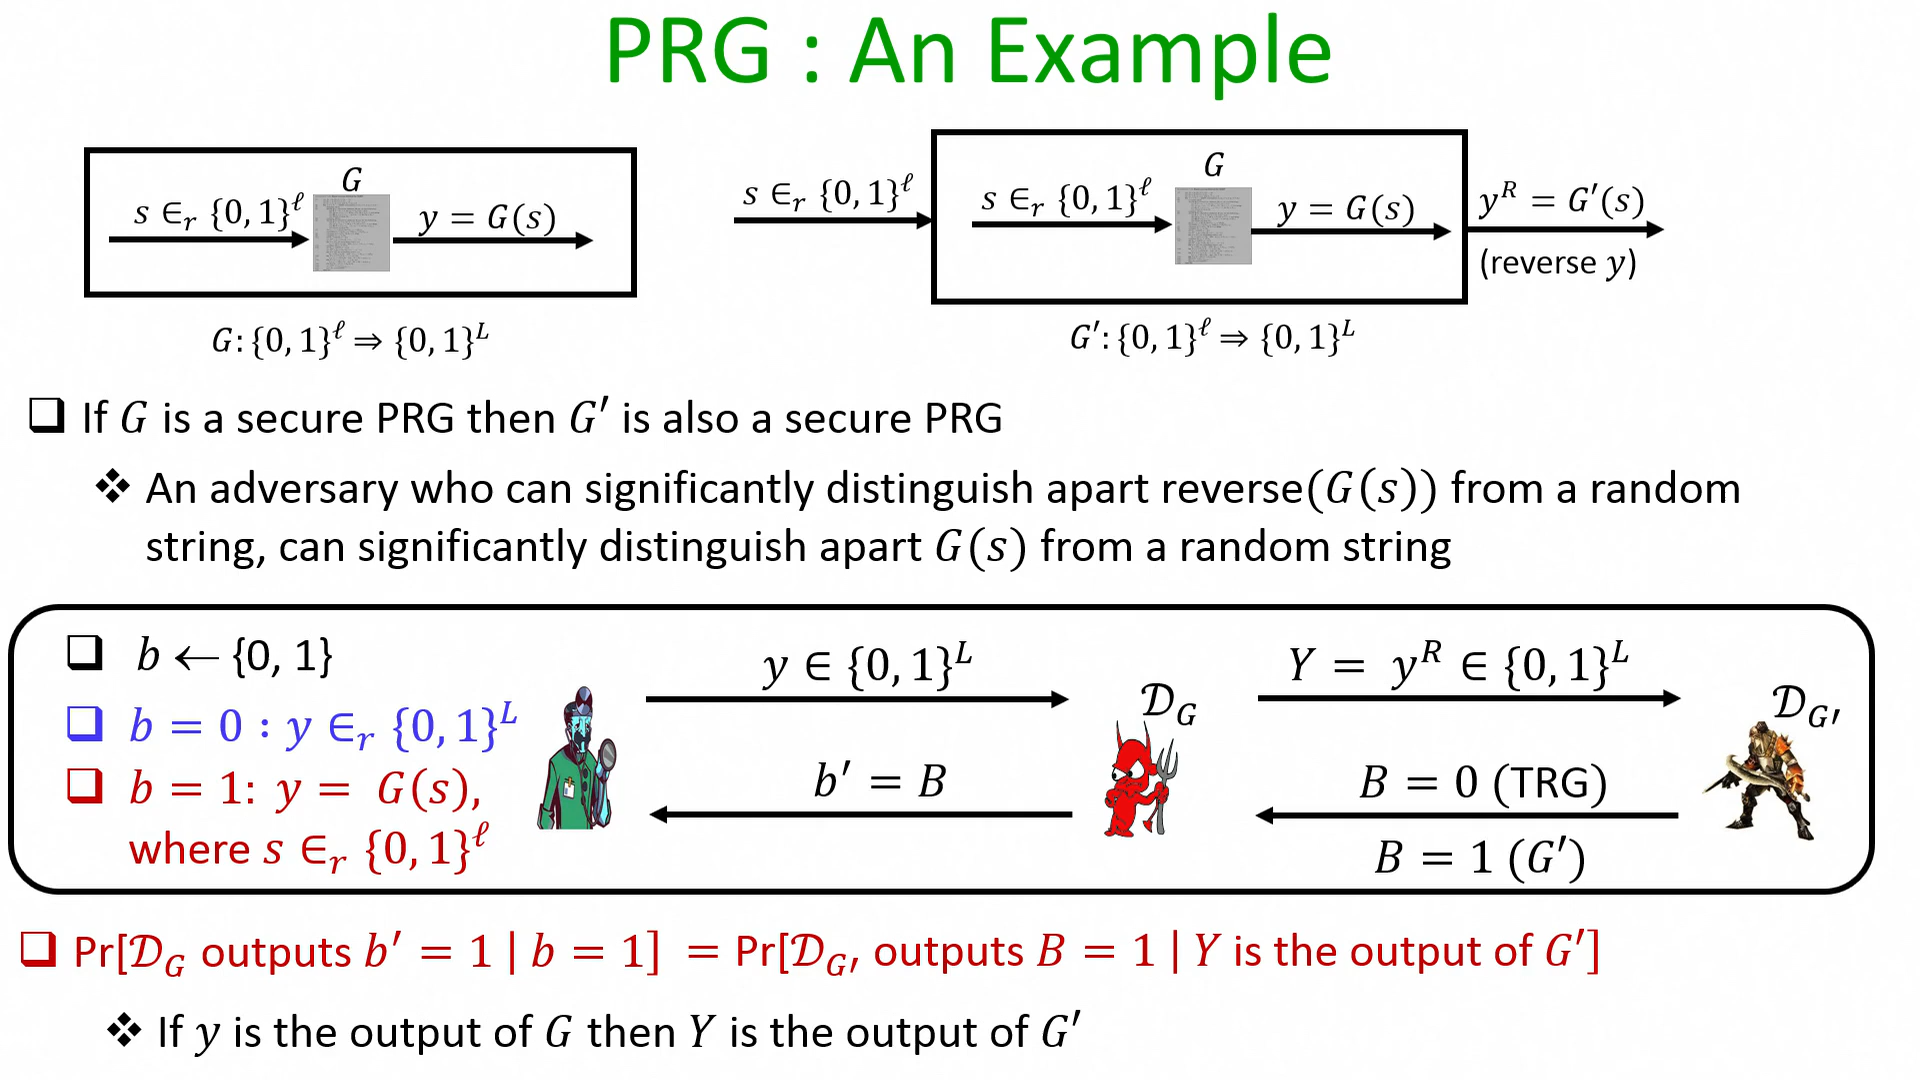 PRG : An Example
G
s ∈_r {0, 1}^ℓ
y = G(s)
G: {0, 1}^ℓ ⇒ {0, 1}^L
s ∈_r {0, 1}^ℓ
G
s ∈_r {0, 1}^ℓ
y = G(s)
y^R = G′(s)
(reverse y)
G′: {0, 1}^ℓ ⇒ {0, 1}^L
❑ If G is a secure PRG then G′ is also a secure PRG
❖ An adversary who can significantly distinguish apart reverse(G(s)) from a random
string, can significantly distinguish apart G(s) from a random string
❑ b ← {0, 1}
❑ b = 0 : y ∈_r {0, 1}^L
❑ b = 1: y = G(s),
where s ∈_r {0, 1}^ℓ
y ∈ {0, 1}^L
b′ = B
𝒟_G
Y = y^R ∈ {0, 1}^L
B = 0 (TRG)
B = 1 (G′)
𝒟_G′
❑ Pr[𝒟_G outputs b′ = 1 | b = 1] = Pr[𝒟_G′ outputs B = 1 | Y is the output of G′]
❖ If y is the output of G then Y is the output of G′